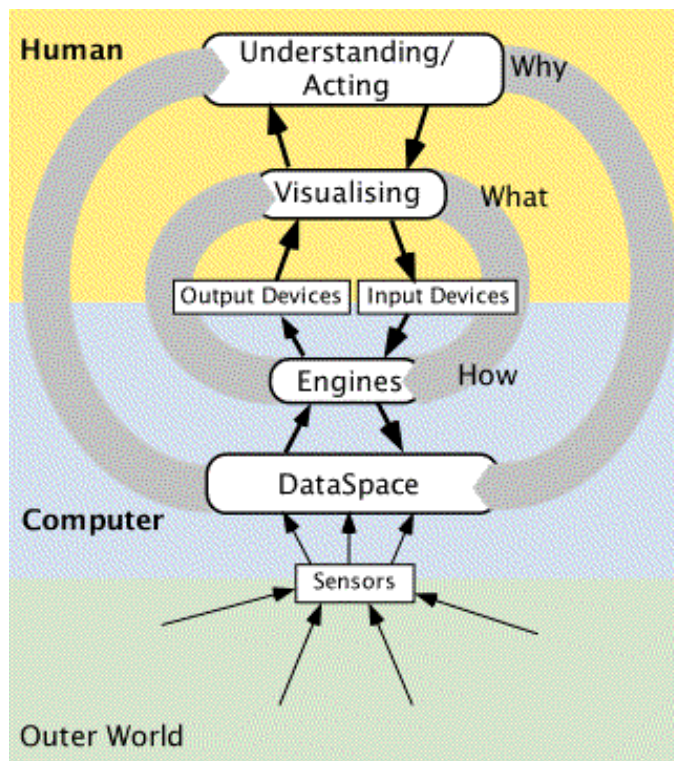 Human
Understanding/
Acting
Why
Visualising
What
Output Devices
Input Devices
Engines
How
DataSpace
Computer
Sensors
Outer World